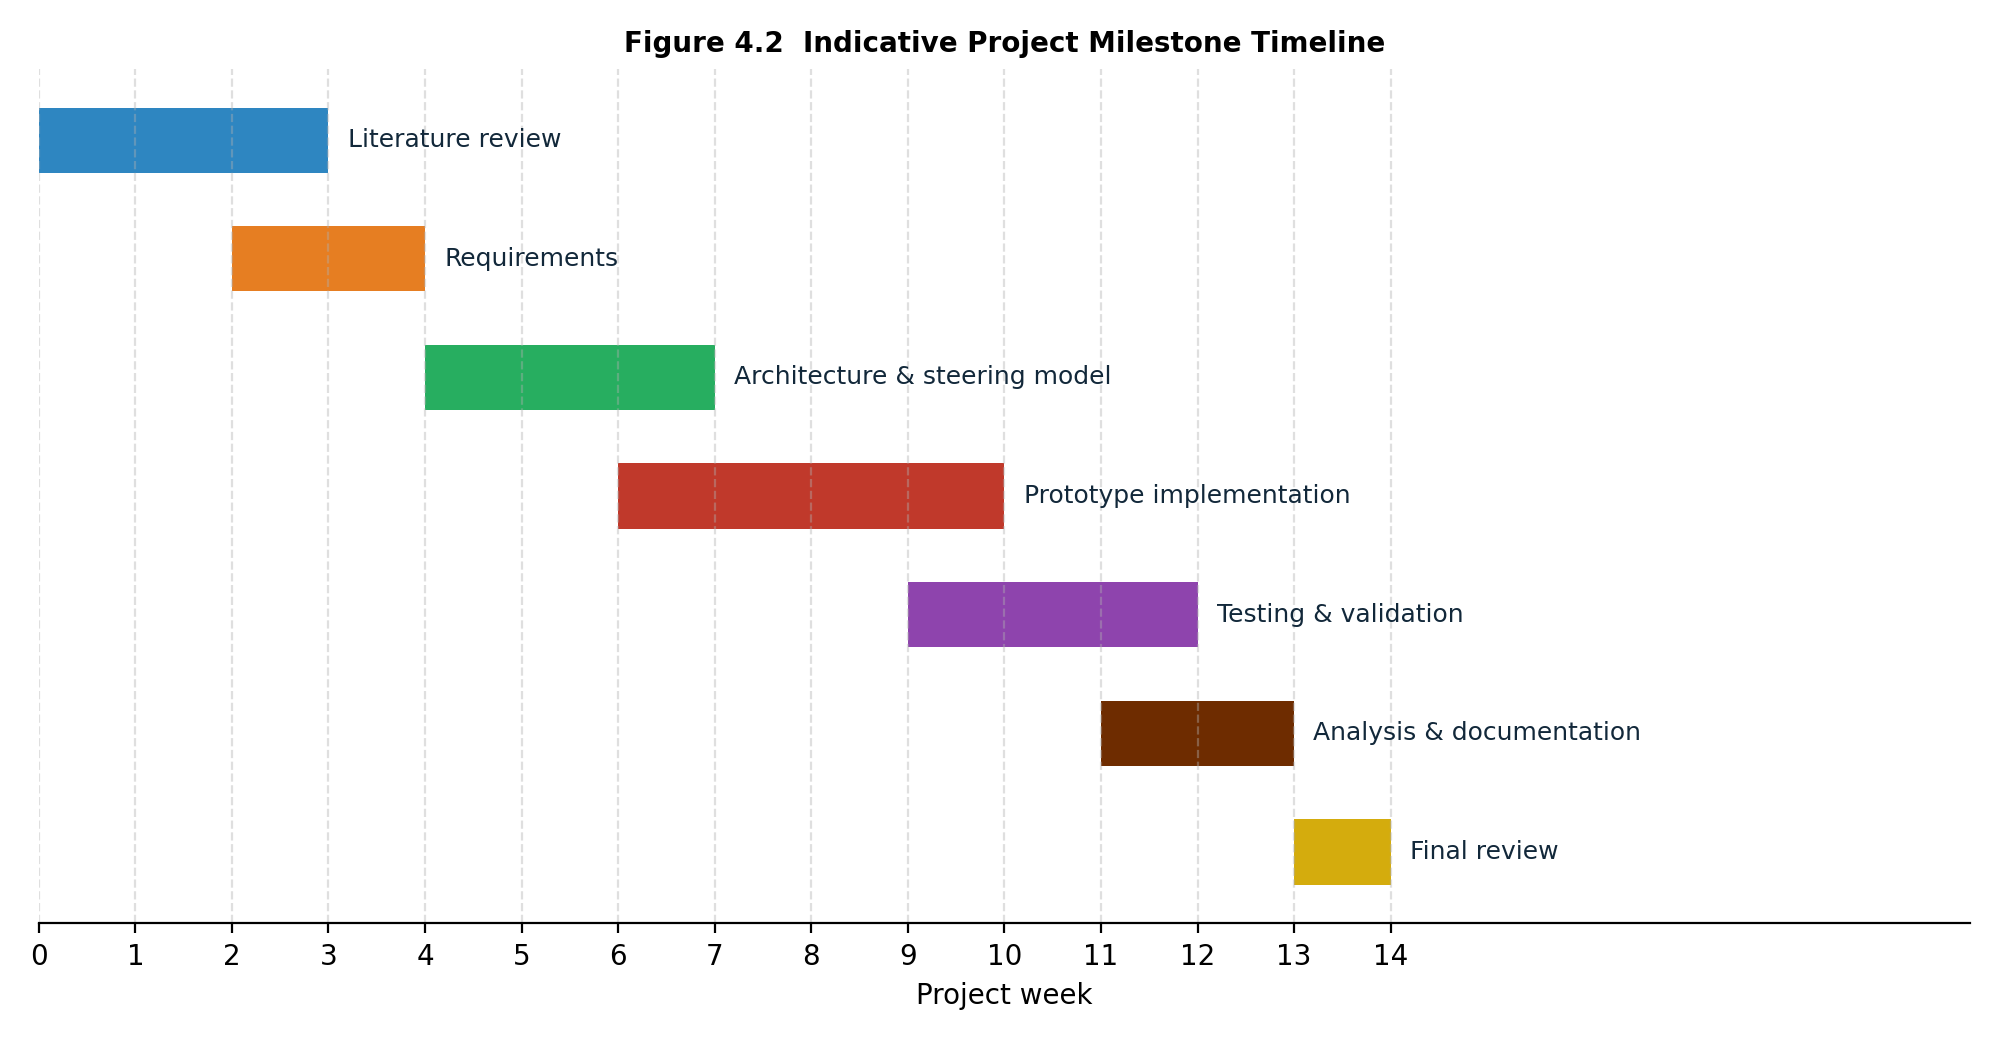 Figure 4.2  Indicative Project Milestone Timeline
Literature review
Requirements
Architecture & steering model
Prototype implementation
Testing & validation
Analysis & documentation
Final review
0 1 2 3 4 5 6 7 8 9 10 11 12 13 14
Project week